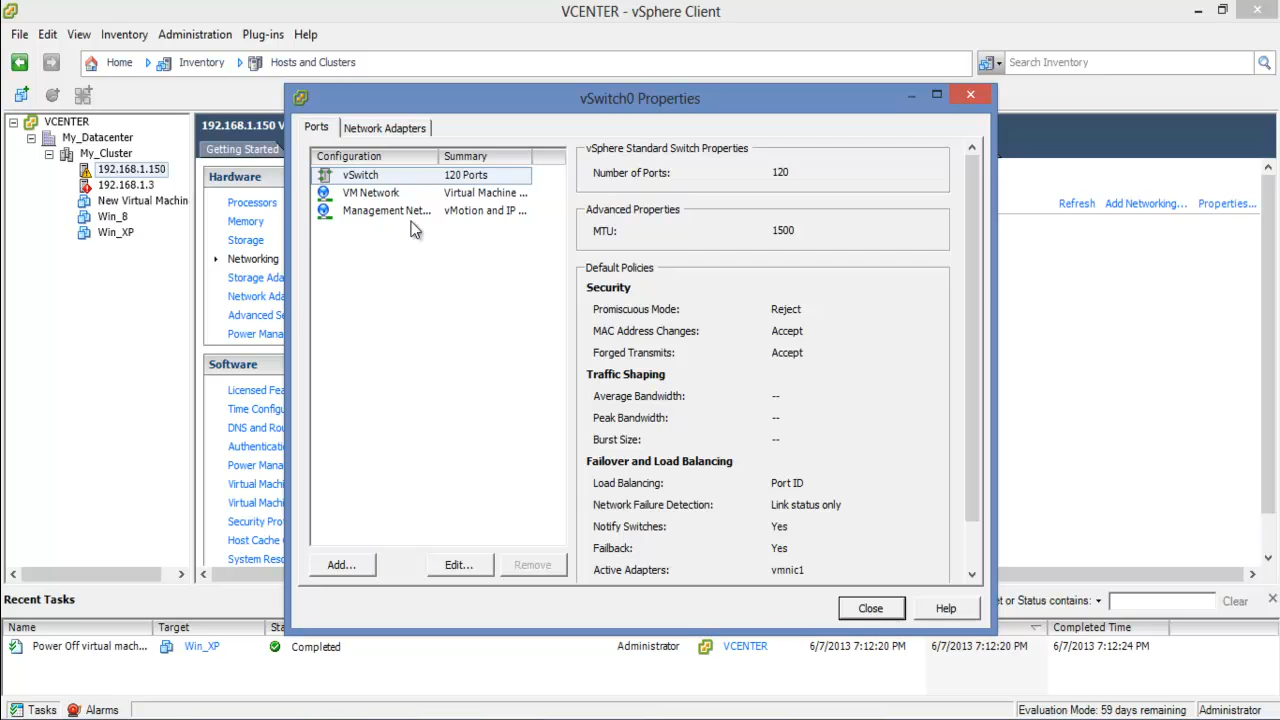 VCENTER - vSphere Client
File Edit View Inventory Administration Plug-ins Help
Home Inventory Hosts and Clusters Search Inventory
VCENTER
My_Datacenter
My_Cluster
192.168.1.150
192.168.1.3
New Virtual Machin
Win_8
Win_XP
192.168.1.150 V
Getting Started
Hardware
Processors
Memory
Storage
Networking
Storage Ada
Network Ada
Advanced Se
Power Mana
Software
Licensed Fea
Time Configu
DNS and Rou
Authenticati
Power Mana
Virtual Machi
Virtual Machi
Security Pro
Host Cache
System Reso
vSwitch0 Properties
Ports Network Adapters
Configuration Summary
vSwitch 120 Ports
VM Network Virtual Machine ...
Management Net... vMotion and IP ...
Add... Edit... Remove
vSphere Standard Switch Properties
Number of Ports: 120
Advanced Properties
MTU: 1500
Default Policies
Security
Promiscuous Mode: Reject
MAC Address Changes: Accept
Forged Transmits: Accept
Traffic Shaping
Average Bandwidth: --
Peak Bandwidth: --
Burst Size: --
Failover and Load Balancing
Load Balancing: Port ID
Network Failure Detection: Link status only
Notify Switches: Yes
Failback: Yes
Active Adapters: vmnic1
Close Help
Refresh Add Networking... Properties...
Recent Tasks
et or Status contains: Clear
Name Target Sta Completed Time
Power Off virtual mach... Win_XP Completed Administrator VCENTER 6/7/2013 7:12:20 PM 6/7/2013 7:12:20 PM 6/7/2013 7:12:24 PM
Tasks Alarms Evaluation Mode: 59 days remaining Administrator